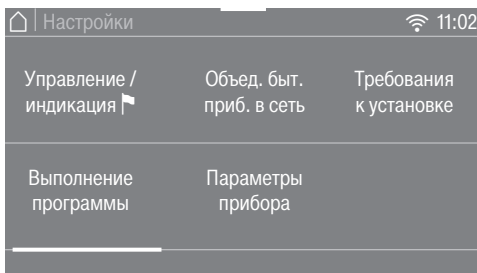 Настройки 11:02
Управление / Объед. быт. Требования
индикация приб. в сеть к установке
Выполнение Параметры
программы прибора